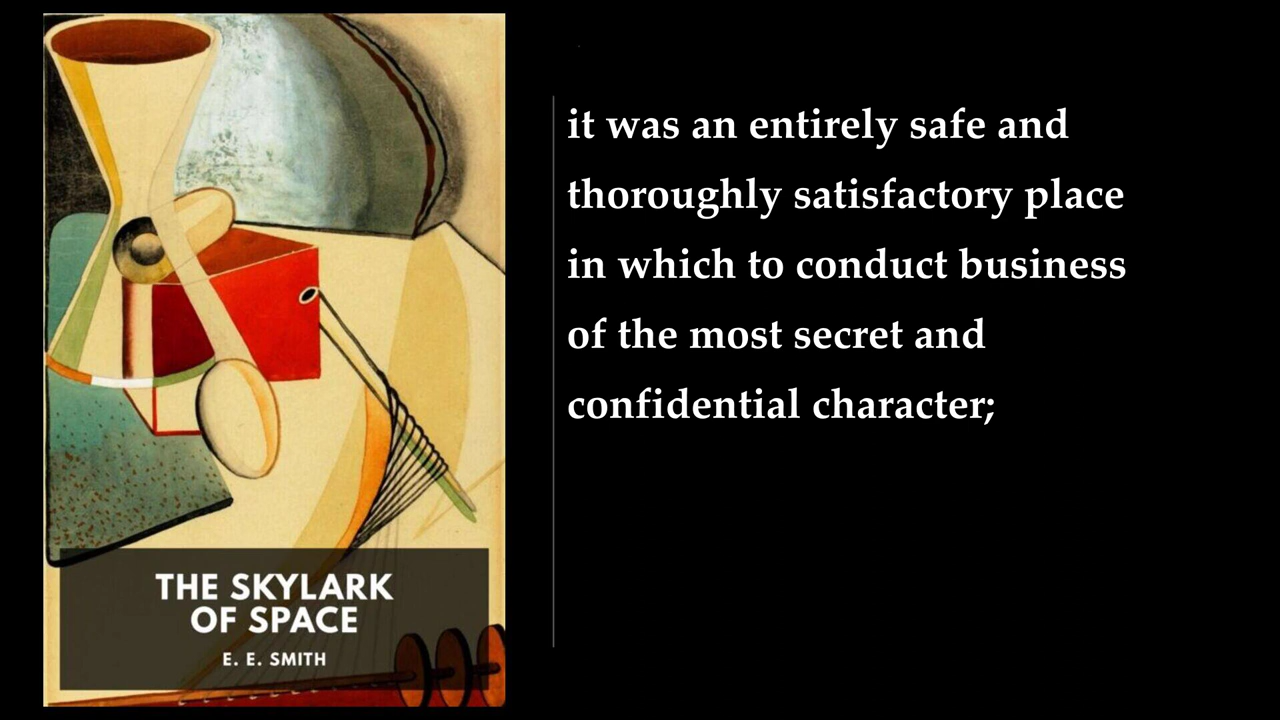 it was an entirely safe and
thoroughly satisfactory place
in which to conduct business
of the most secret and
confidential character;
THE SKYLARK
OF SPACE
E. E. SMITH